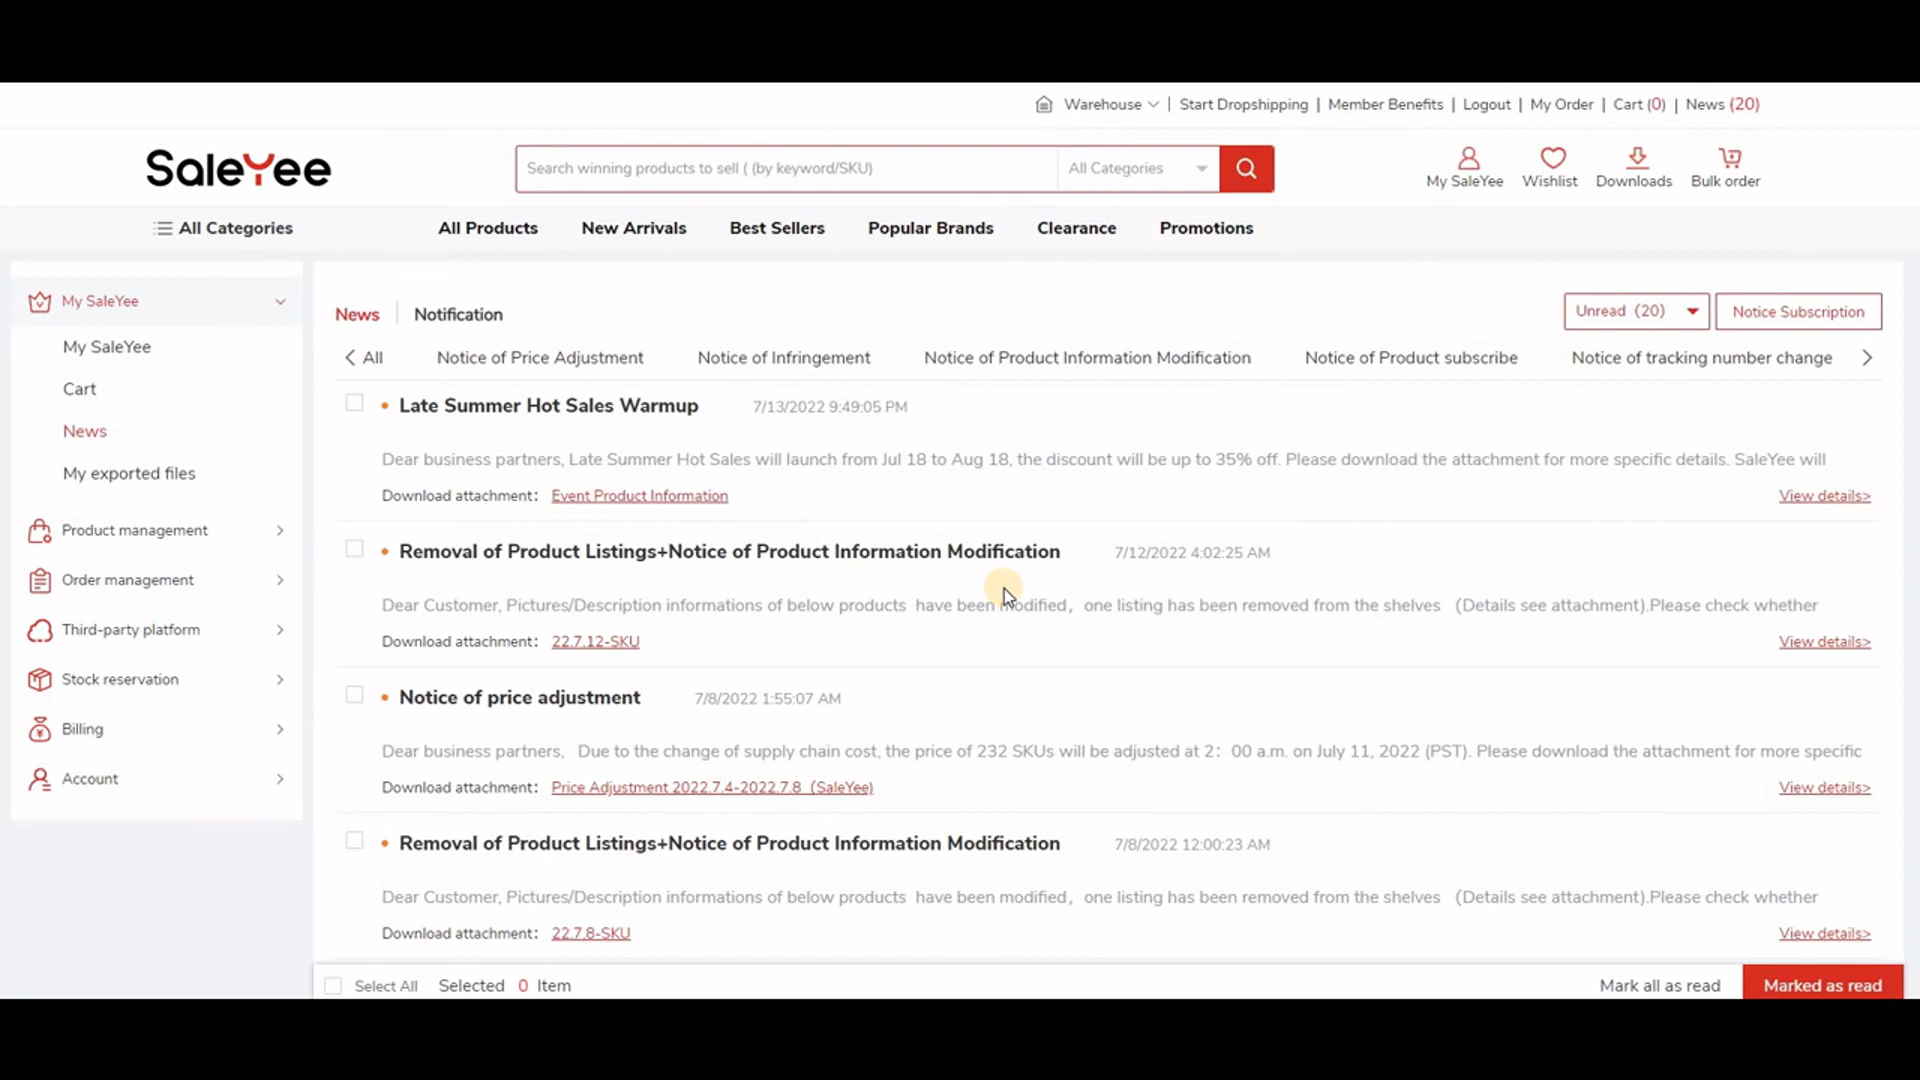 Warehouse | Start Dropshipping | Member Benefits | Logout | My Order | Cart (0) | News (20)
SaleYee
Search winning products to sell ( (by keyword/SKU)
All Categories
My SaleYee
Wishlist
Downloads
Bulk order
All Categories
All Products
New Arrivals
Best Sellers
Popular Brands
Clearance
Promotions
My SaleYee
My SaleYee
Cart
News
My exported files
Product management
Order management
Third-party platform
Stock reservation
Billing
Account
News
Notification
Unread (20)
Notice Subscription
All
Notice of Price Adjustment
Notice of Infringement
Notice of Product Information Modification
Notice of Product subscribe
Notice of tracking number change
Late Summer Hot Sales Warmup 7/13/2022 9:49:05 PM
Dear business partners, Late Summer Hot Sales will launch from Jul 18 to Aug 18, the discount will be up to 35% off. Please download the attachment for more specific details. SaleYee will
Download attachment: Event Product Information View details>
Removal of Product Listings+Notice of Product Information Modification 7/12/2022 4:02:25 AM
Dear Customer, Pictures/Description informations of below products have been modified, one listing has been removed from the shelves (Details see attachment).Please check whether
Download attachment: 22.7.12-SKU View details>
Notice of price adjustment 7/8/2022 1:55:07 AM
Dear business partners, Due to the change of supply chain cost, the price of 232 SKUs will be adjusted at 2: 00 a.m. on July 11, 2022 (PST). Please download the attachment for more specific
Download attachment: Price Adjustment 2022.7.4-2022.7.8 (SaleYee) View details>
Removal of Product Listings+Notice of Product Information Modification 7/8/2022 12:00:23 AM
Dear Customer, Pictures/Description informations of below products have been modified, one listing has been removed from the shelves (Details see attachment).Please check whether
Download attachment: 22.7.8-SKU View details>
Select All Selected 0 Item Mark all as read Marked as read